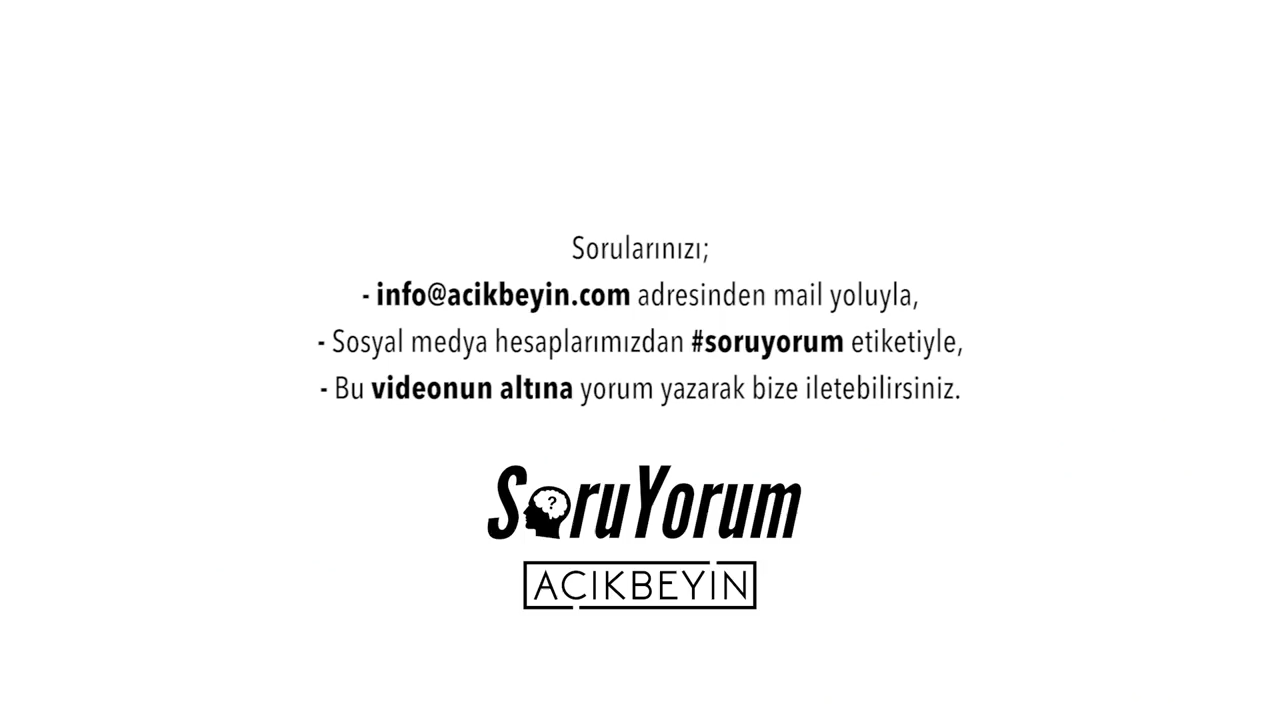 Sorularınızı;
- info@acikbeyin.com adresinden mail yoluyla,
- Sosyal medya hesaplarımızdan #soruyorum etiketiyle,
- Bu videonun altına yorum yazarak bize iletebilirsiniz.
SoruYorum
AÇIKBEYİN